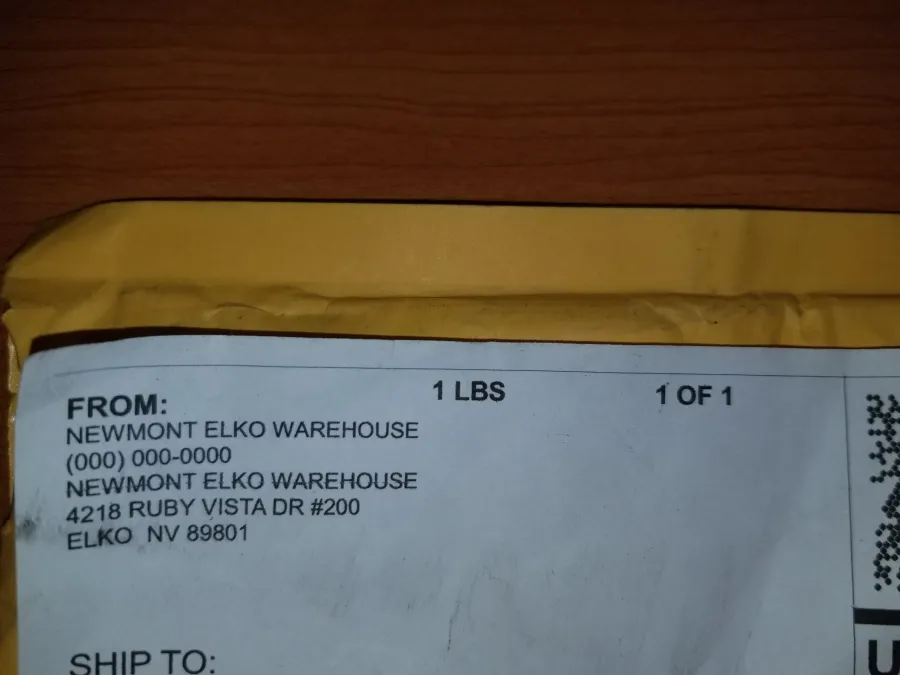 FROM:
1 LBS
1 OF 1
NEWMONT ELKO WAREHOUSE
(000) 000-0000
NEWMONT ELKO WAREHOUSE
4218 RUBY VISTA DR #200
ELKO NV 89801
SHIP TO:
U